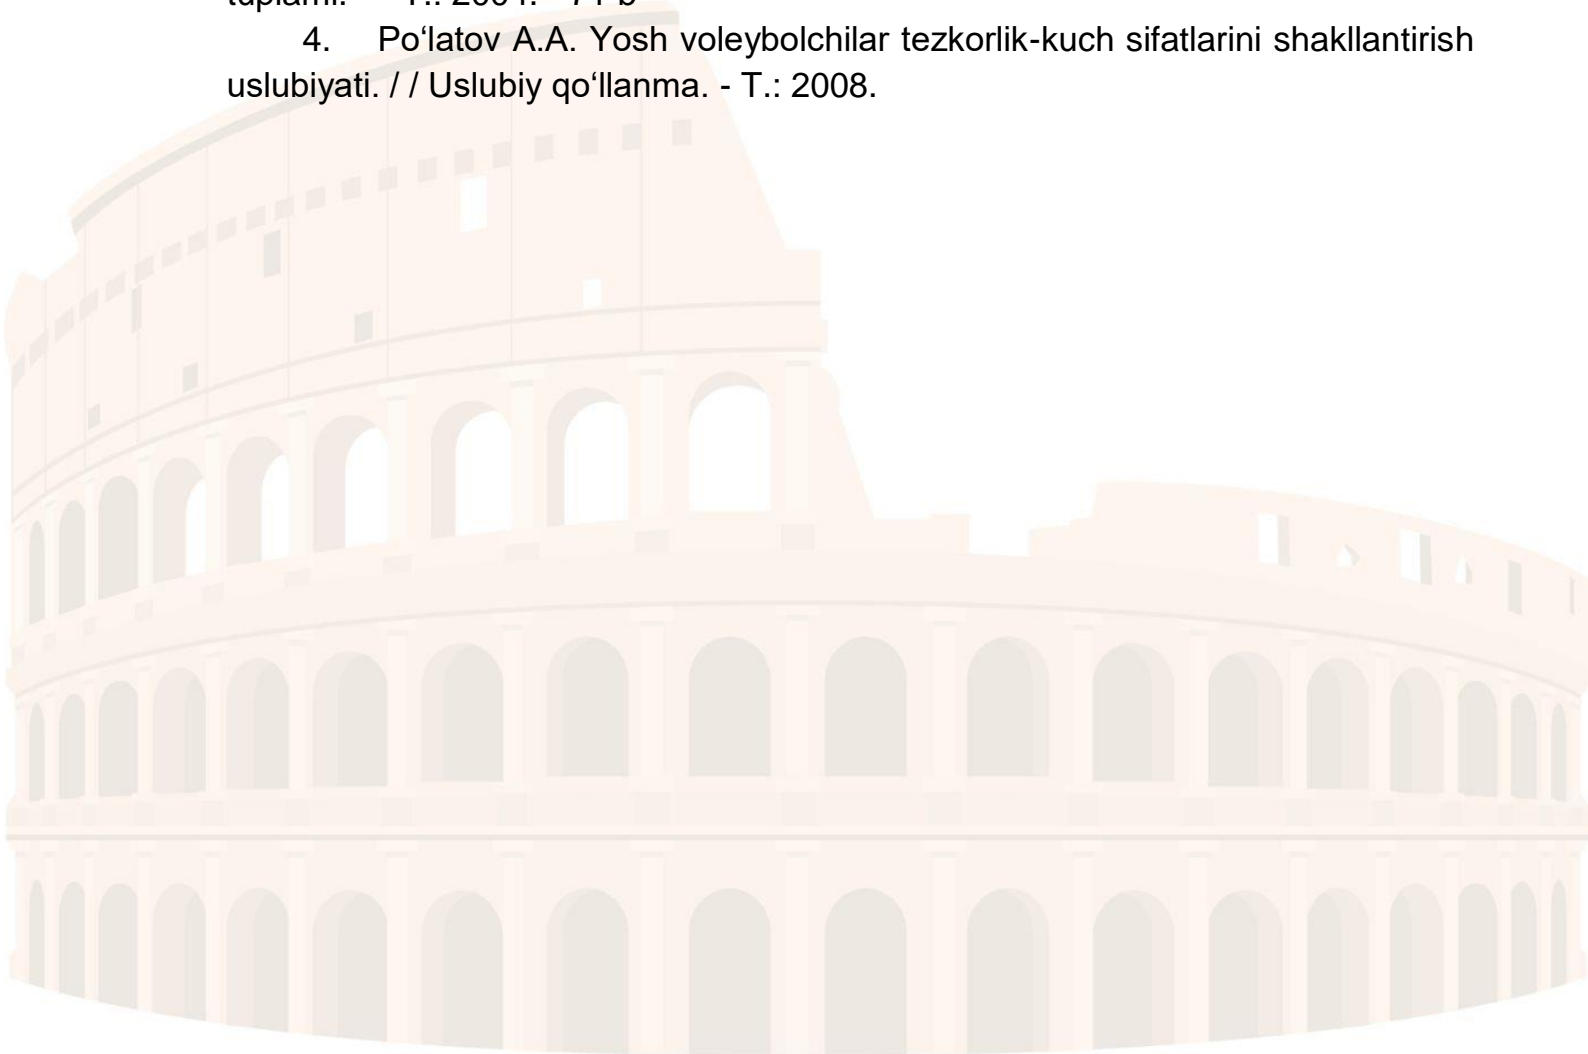 4. Po‘latov A.A. Yosh voleybolchilar tezkorlik-kuch sifatlarini shakllantirish
uslubiyati. / / Uslubiy qo‘llanma. - T.: 2008.